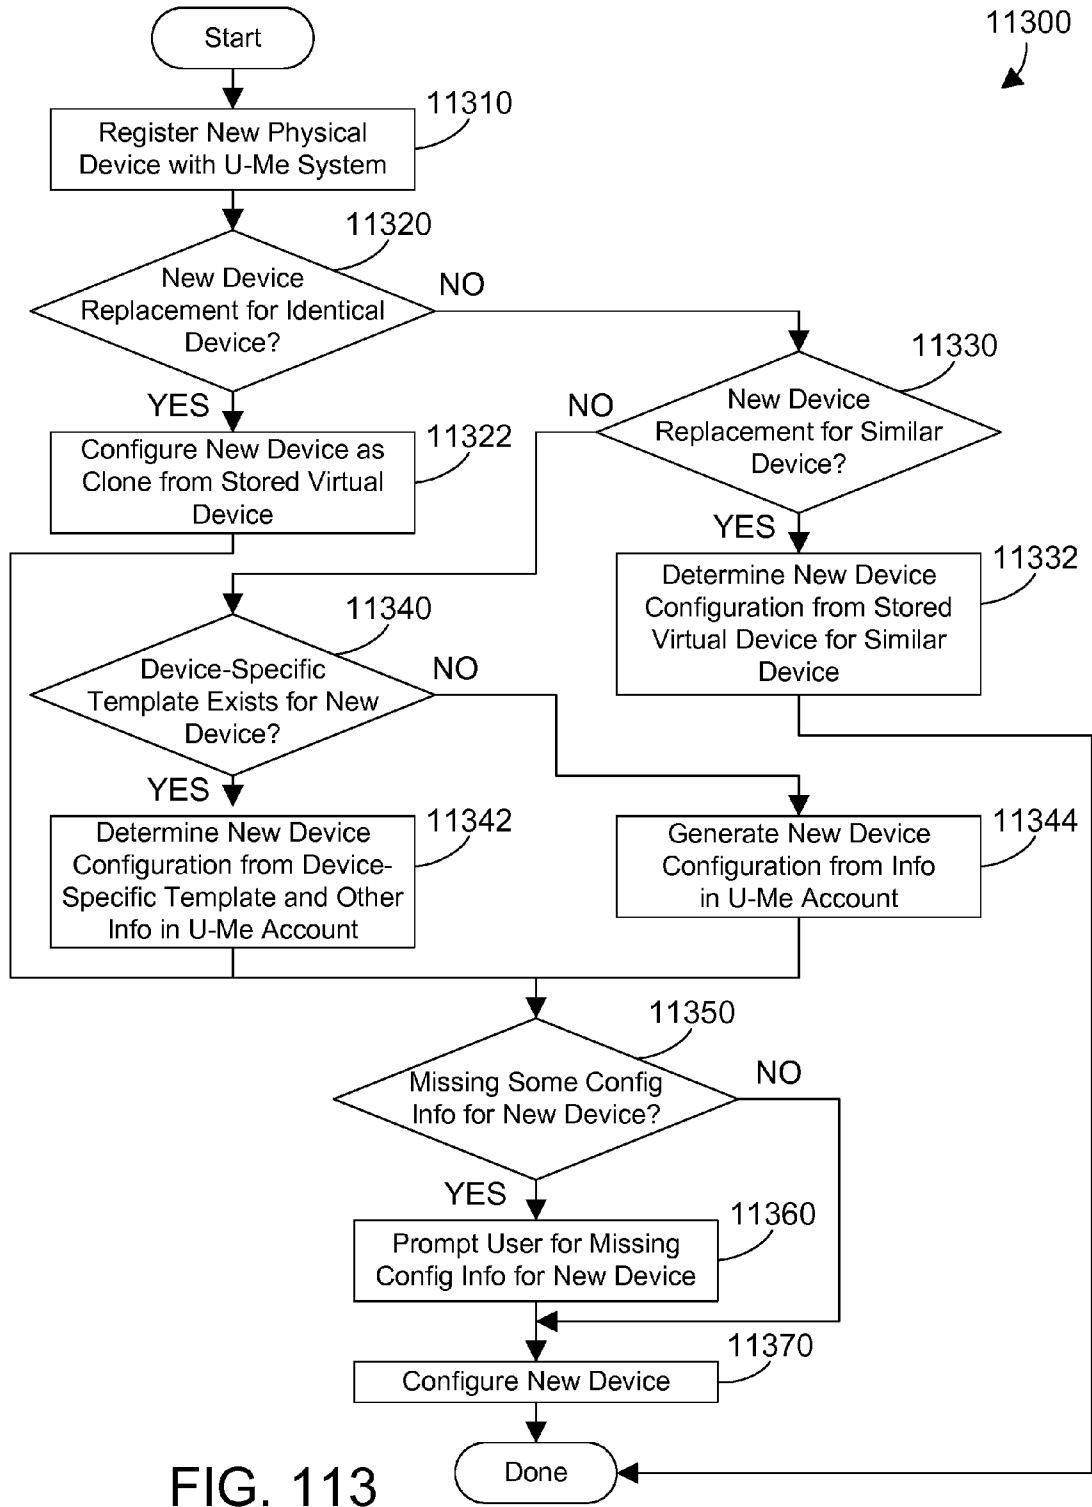 Start
11300
11310
Register New Physical
Device with U-Me System
11320
New Device
Replacement for Identical
Device?
NO
YES
11330
New Device
Replacement for Similar
Device?
NO
YES
11322
Configure New Device as
Clone from Stored Virtual
Device
11332
Determine New Device
Configuration from Stored
Virtual Device for Similar
Device
11340
Device-Specific
Template Exists for New
Device?
NO
YES
11342
Determine New Device
Configuration from Device-
Specific Template and Other
Info in U-Me Account
11344
Generate New Device
Configuration from Info
in U-Me Account
11350
Missing Some Config
Info for New Device?
NO
YES
11360
Prompt User for Missing
Config Info for New Device
11370
Configure New Device
Done
FIG. 113